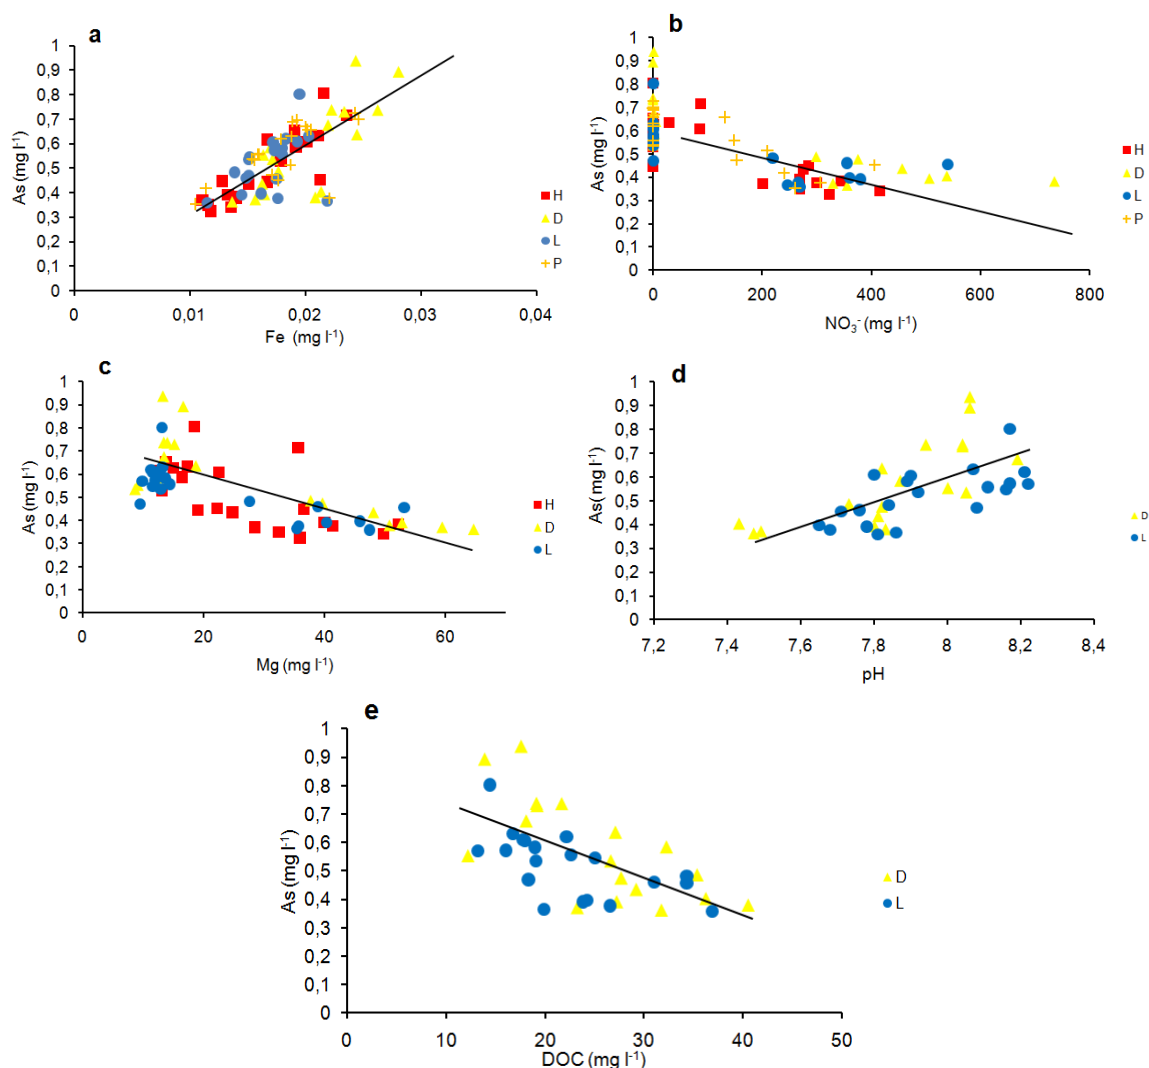 a
1
0,9
0,8
0,7
0,6
0,5
0,4
0,3
0,2
0,1
0
As (mg l⁻¹)
0
0,01
0,02
0,03
0,04
Fe (mg l⁻¹)
H
D
L
P
b
1
0,9
0,8
0,7
0,6
0,5
0,4
0,3
0,2
0,1
0
As (mg l⁻¹)
0
200
400
600
800
NO₃⁻ (mg l⁻¹)
H
D
L
P
c
1
0,9
0,8
0,7
0,6
0,5
0,4
0,3
0,2
0,1
0
As (mg l⁻¹)
0
20
40
60
Mg (mg l⁻¹)
H
D
L
d
1
0,9
0,8
0,7
0,6
0,5
0,4
0,3
0,2
0,1
0
As (mg l⁻¹)
7,2
7,4
7,6
7,8
8
8,2
8,4
pH
D
L
e
1
0,9
0,8
0,7
0,6
0,5
0,4
0,3
0,2
0,1
0
As (mg l⁻¹)
0
10
20
30
40
50
DOC (mg l⁻¹)
D
L